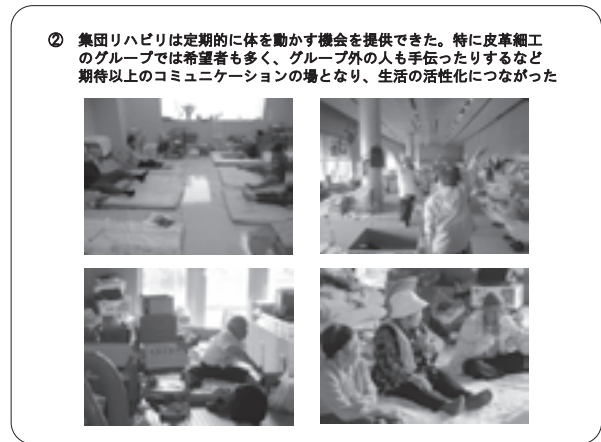 ② 集団リハビリは定期的に体を動かす機会を提供できた。特に皮革細工
のグループでは希望者も多く、グループ外の人も手伝ったりするなど
期待以上のコミュニケーションの場となり、生活の活性化につながった